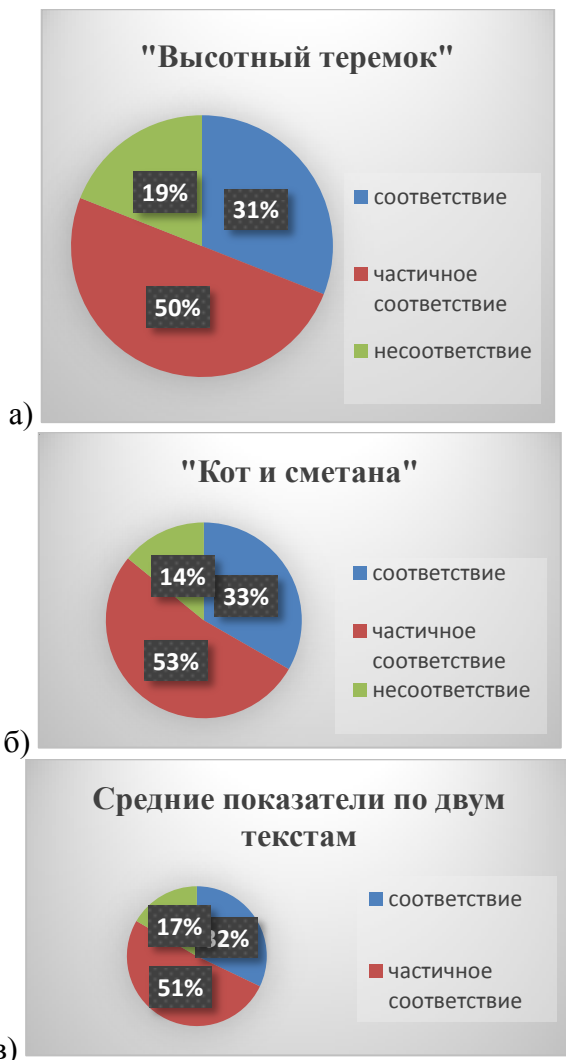 "Высотный теремок"
19%
31%
50%
соответствие
частичное
соответствие
несоответствие
а)
"Кот и сметана"
14%
33%
53%
соответствие
частичное
соответствие
несоответствие
б)
Средние показатели по двум
текстам
17%
32%
51%
соответствие
частичное
соответствие
в)